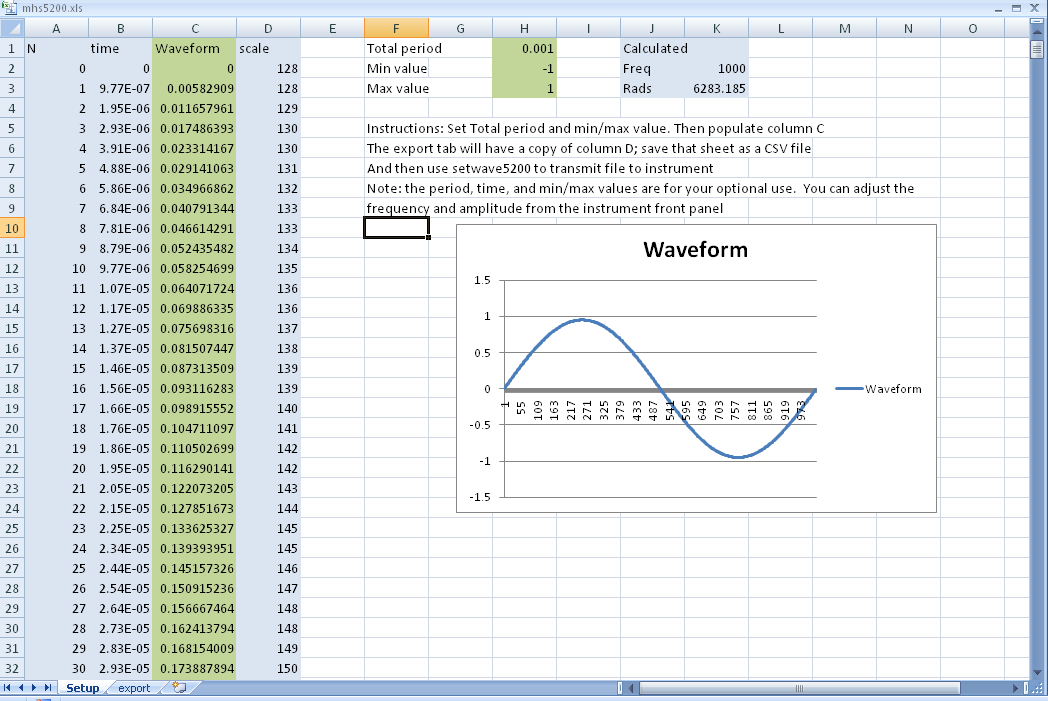 mhs5200.xls
A B C D E F G H I J K L M N O
1 N time Waveform scale Total period 0.001 Calculated
2 0 0 0 128 Min value -1 Freq 1000
3 1 9.77E-07 0.00582909 128 Max value 1 Rads 6283.185
4 2 1.95E-06 0.011657961 129
5 3 2.93E-06 0.017486393 130 Instructions: Set Total period and min/max value. Then populate column C
6 4 3.91E-06 0.023314167 130 The export tab will have a copy of column D; save that sheet as a CSV file
7 5 4.88E-06 0.029141063 131 And then use setwave5200 to transmit file to instrument
8 6 5.86E-06 0.034966862 132 Note: the period, time, and min/max values are for your optional use. You can adjust the
9 7 6.84E-06 0.040791344 133 frequency and amplitude from the instrument front panel
10 8 7.81E-06 0.046614291 133
11 9 8.79E-06 0.052435482 134
12 10 9.77E-06 0.058254699 135
13 11 1.07E-05 0.064071724 136
14 12 1.17E-05 0.069886335 136
15 13 1.27E-05 0.075698316 137
16 14 1.37E-05 0.081507447 138
17 15 1.46E-05 0.087313509 139
18 16 1.56E-05 0.093116283 139
19 17 1.66E-05 0.098915552 140
20 18 1.76E-05 0.104711097 141
21 19 1.86E-05 0.110502699 142
22 20 1.95E-05 0.116290141 142
23 21 2.05E-05 0.122073205 143
24 22 2.15E-05 0.127851673 144
25 23 2.25E-05 0.133625327 145
26 24 2.34E-05 0.139393951 145
27 25 2.44E-05 0.145157326 146
28 26 2.54E-05 0.150915236 147
29 27 2.64E-05 0.156667464 148
30 28 2.73E-05 0.162413794 148
31 29 2.83E-05 0.168154009 149
32 30 2.93E-05 0.173887894 150
Waveform
1.5
1
0.5
0
-0.5
-1
-1.5
1 55 109 163 217 271 325 379 433 487 541 595 649 703 757 811 865 919 973
Waveform
Setup export